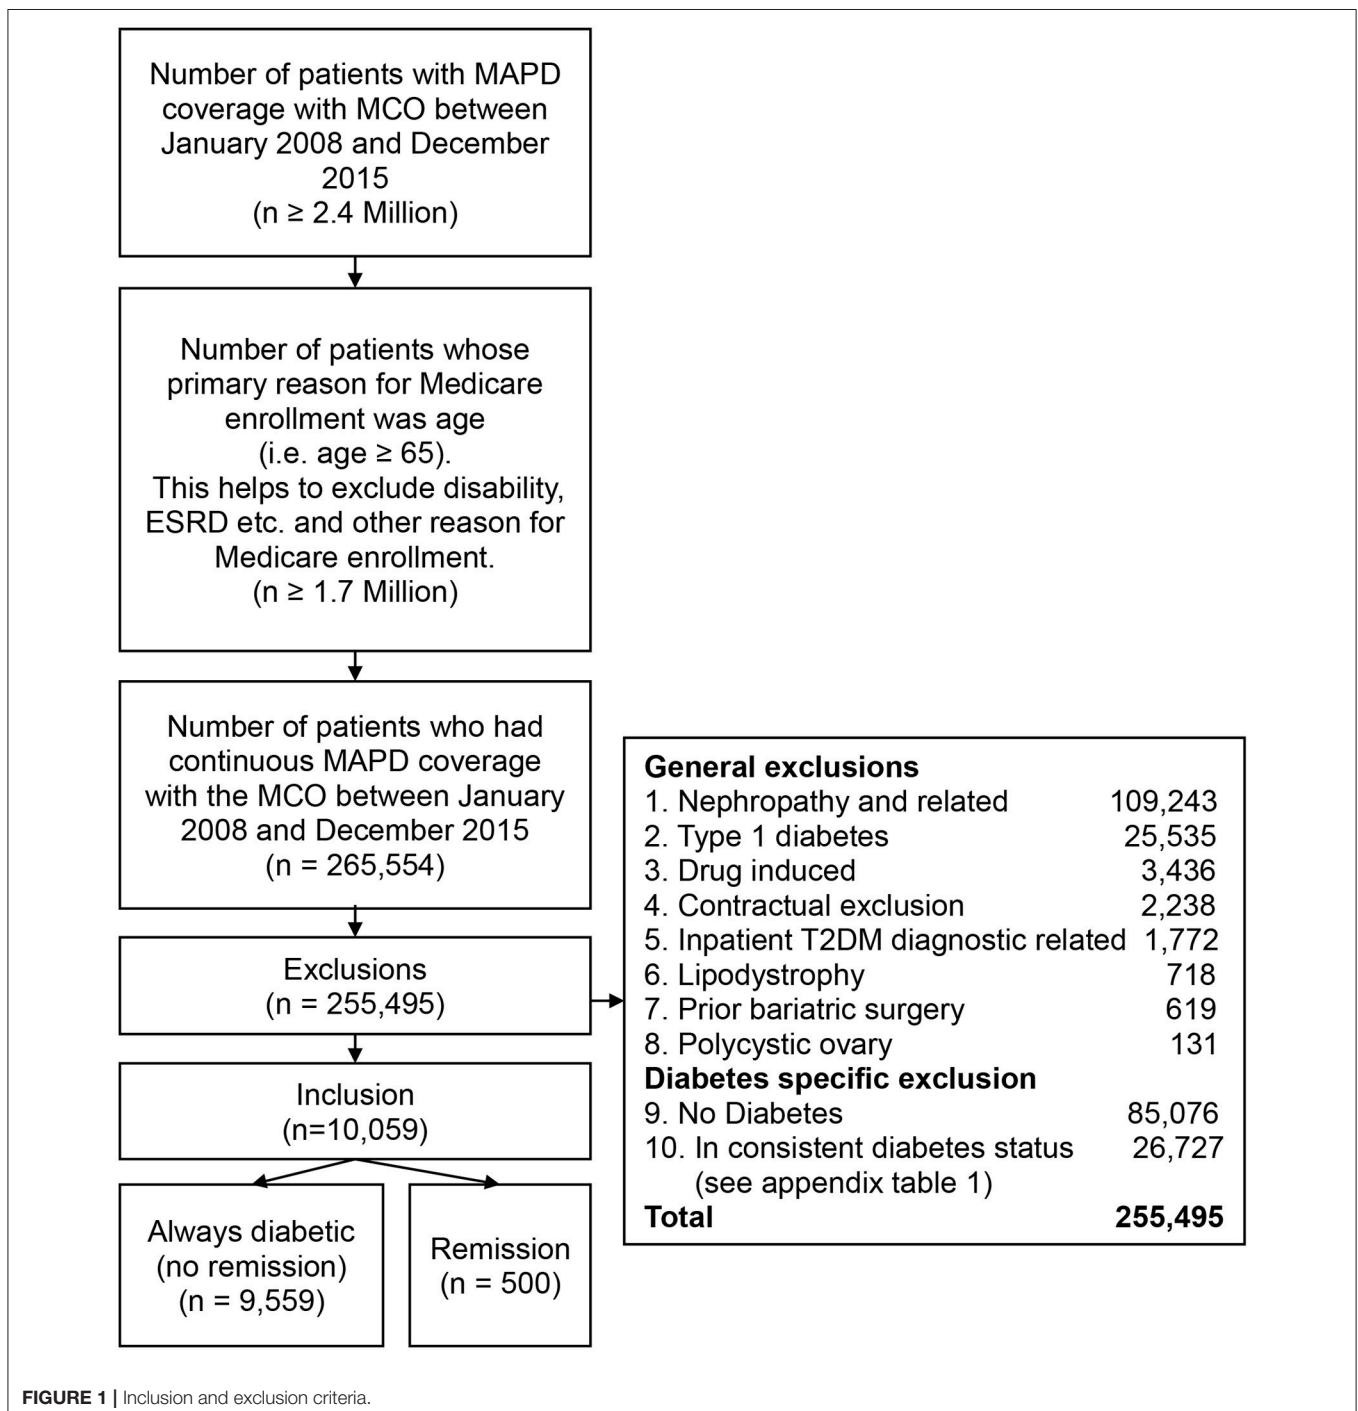 Number of patients with MAPD
coverage with MCO between
January 2008 and December
2015
(n ≥ 2.4 Million)
Number of patients whose
primary reason for Medicare
enrollment was age
(i.e. age ≥ 65).
This helps to exclude disability,
ESRD etc. and other reason for
Medicare enrollment.
(n ≥ 1.7 Million)
Number of patients who had
continuous MAPD coverage
with the MCO between January
2008 and December 2015
(n = 265,554)
Exclusions
(n = 255,495)
General exclusions
1. Nephropathy and related 109,243
2. Type 1 diabetes 25,535
3. Drug induced 3,436
4. Contractual exclusion 2,238
5. Inpatient T2DM diagnostic related 1,772
6. Lipodystrophy 718
7. Prior bariatric surgery 619
8. Polycystic ovary 131
Diabetes specific exclusion
9. No Diabetes 85,076
10. In consistent diabetes status 26,727
(see appendix table 1)
Total 255,495
Inclusion
(n=10,059)
Always diabetic
(no remission)
(n = 9,559)
Remission
(n = 500)
FIGURE 1 | Inclusion and exclusion criteria.